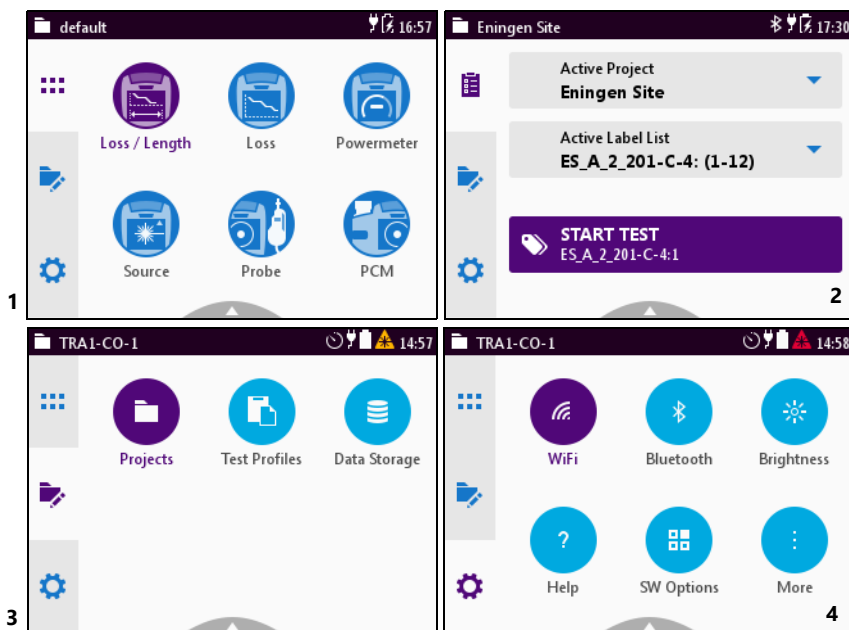 default 16:57
Loss / Length Loss Powermeter
Source Probe PCM
1
Eningen Site 17:30
Active Project
Eningen Site
Active Label List
ES_A_2_201-C-4: (1-12)
START TEST
ES_A_2_201-C-4:1
2
TRA1-CO-1 14:57
Projects Test Profiles Data Storage
3
TRA1-CO-1 14:58
WiFi Bluetooth Brightness
?
Help SW Options More
4